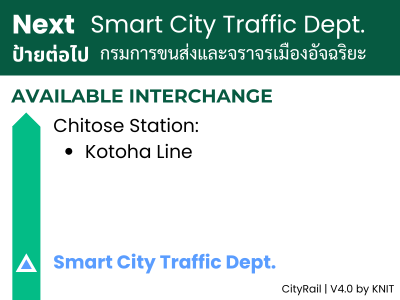 Next Smart City Traffic Dept.
ป้ายต่อไป กรมการขนส่งและจราจรเมืองอัจฉริยะ
AVAILABLE INTERCHANGE
Chitose Station:
• Kotoha Line
Smart City Traffic Dept.
CityRail | V4.0 by KNIT